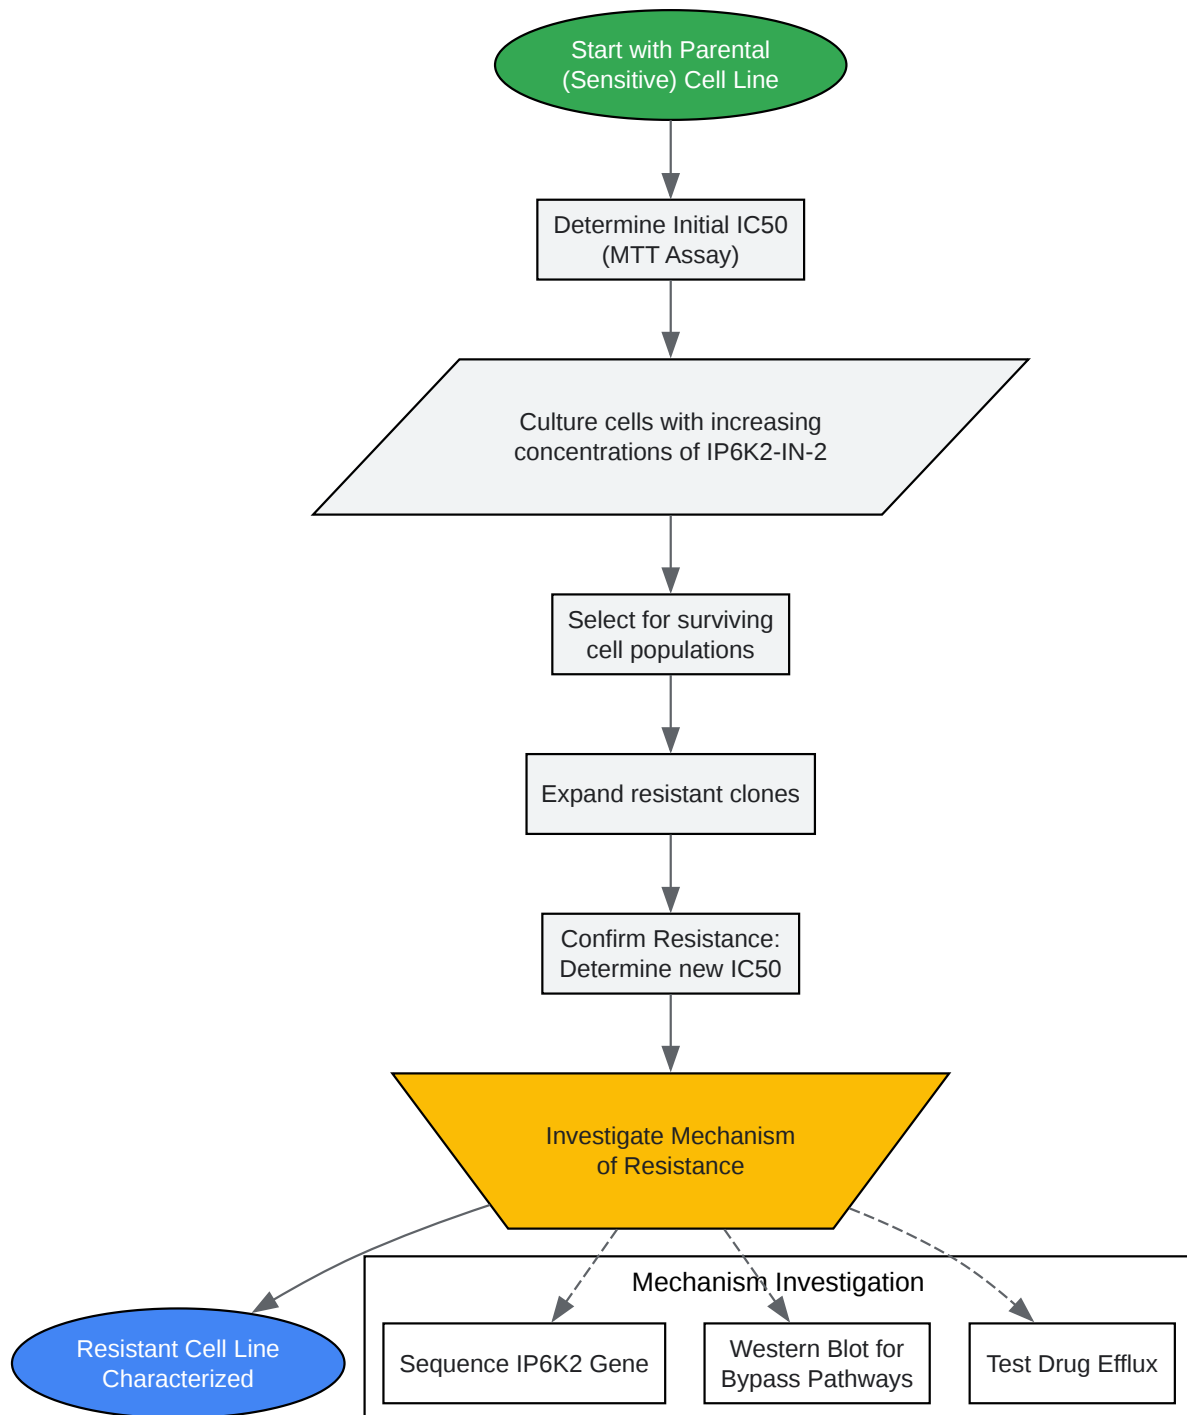 Start with Parental
(Sensitive) Cell Line
Determine Initial IC50
(MTT Assay)
Culture cells with increasing
concentrations of IP6K2-IN-2
Select for surviving
cell populations
Expand resistant clones
Confirm Resistance:
Determine new IC50
Investigate Mechanism
of Resistance
Mechanism Investigation
Resistant Cell Line
Characterized
Sequence IP6K2 Gene
Western Blot for
Bypass Pathways
Test Drug Efflux